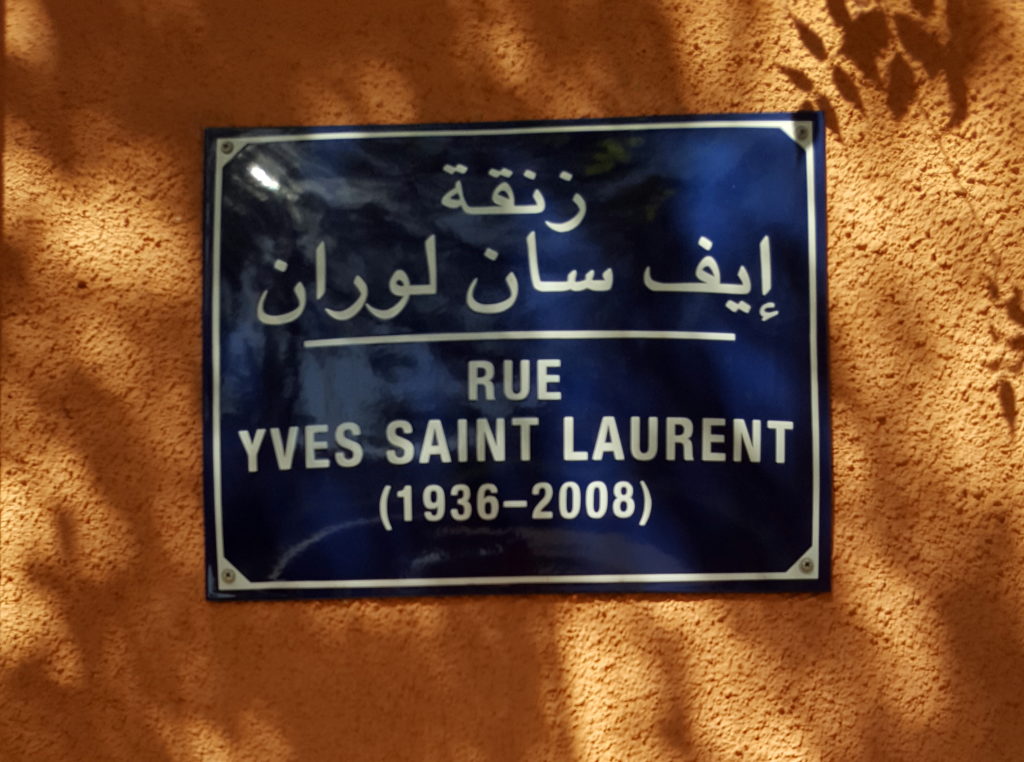 زنقة
إيف سان لوران
RUE
YVES SAINT LAURENT
(1936–2008)